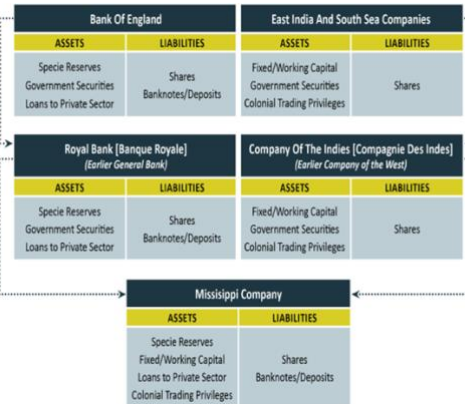 Bank Of England
ASSETS LIABILITIES
Specie Reserves
Government Securities
Loans to Private Sector
Shares
Banknotes/Deposits
East India And South Sea Companies
ASSETS LIABILITIES
Fixed/Working Capital
Government Securities
Colonial Trading Privileges
Shares
Royal Bank [Banque Royale]
(Earlier General Bank)
ASSETS LIABILITIES
Specie Reserves
Government Securities
Loans to Private Sector
Shares
Banknotes/Deposits
Company Of The Indies [Compagnie Des Indes]
(Earlier Company of the West)
ASSETS LIABILITIES
Fixed/Working Capital
Government Securities
Colonial Trading Privileges
Shares
Missisippi Company
ASSETS LIABILITIES
Specie Reserves
Fixed/Working Capital
Loans to Private Sector
Colonial Trading Privileges
Shares
Banknotes/Deposits